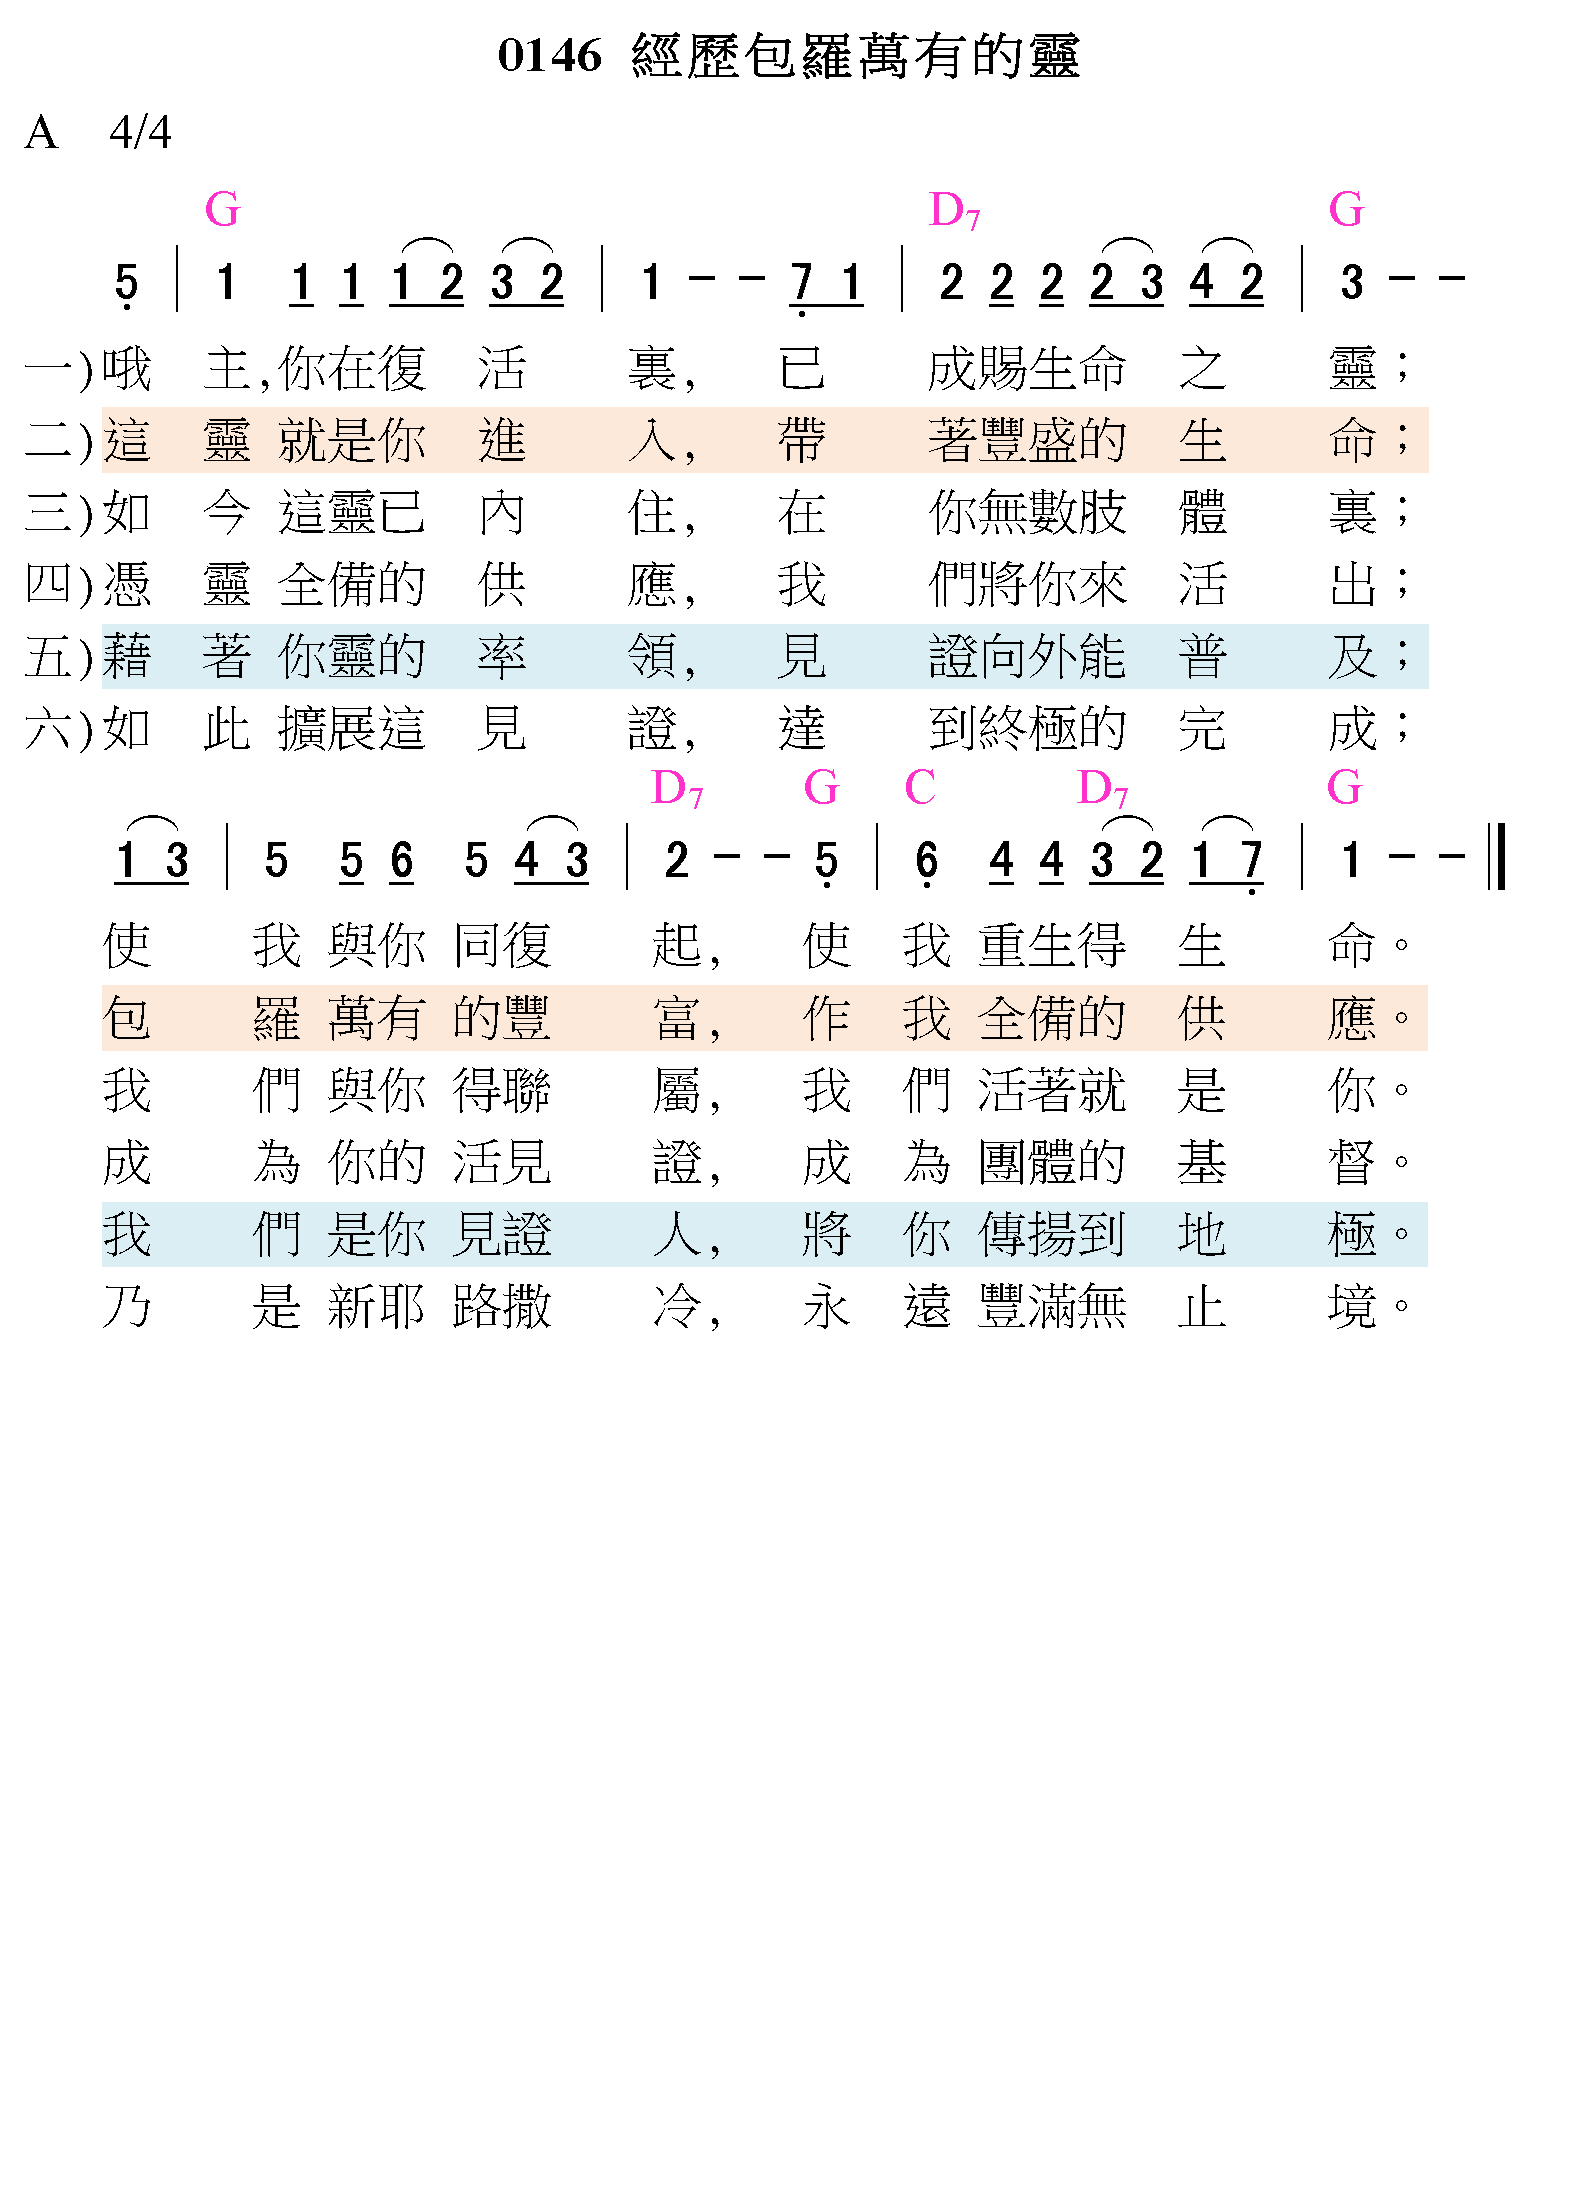 0146 經歷包羅萬有的靈
A 4/4
G D7 G
5 | 1 1 1 1 2 3 2 | 1 - - 7 1 | 2 2 2 2 3 4 2 | 3 - -
一)哦 主,你在復 活 裏, 已 成賜生命 之 靈；
二)這 靈 就是你 進 入, 帶 著豐盛的 生 命；
三)如 今 這靈已 內 住, 在 你無數肢 體 裏；
四)憑 靈 全備的 供 應, 我 們將你來 活 出；
五)藉 著 你靈的 率 領, 見 證向外能 普 及；
六)如 此 擴展這 見 證, 達 到終極的 完 成；
D7 G C D7 G
1 3 | 5 5 6 5 4 3 | 2 - - 5 | 6 4 4 3 2 1 7 | 1 - - ‖
使 我 與你 同復 起, 使 我 重生得 生 命。
包 羅 萬有 的豐 富, 作 我 全備的 供 應。
我 們 與你 得聯 屬, 我 們 活著就 是 你。
成 為 你的 活見 證, 成 為 團體的 基 督。
我 們 是你 見證 人, 將 你 傳揚到 地 極。
乃 是 新耶 路撒 冷, 永 遠 豐滿無 止 境。